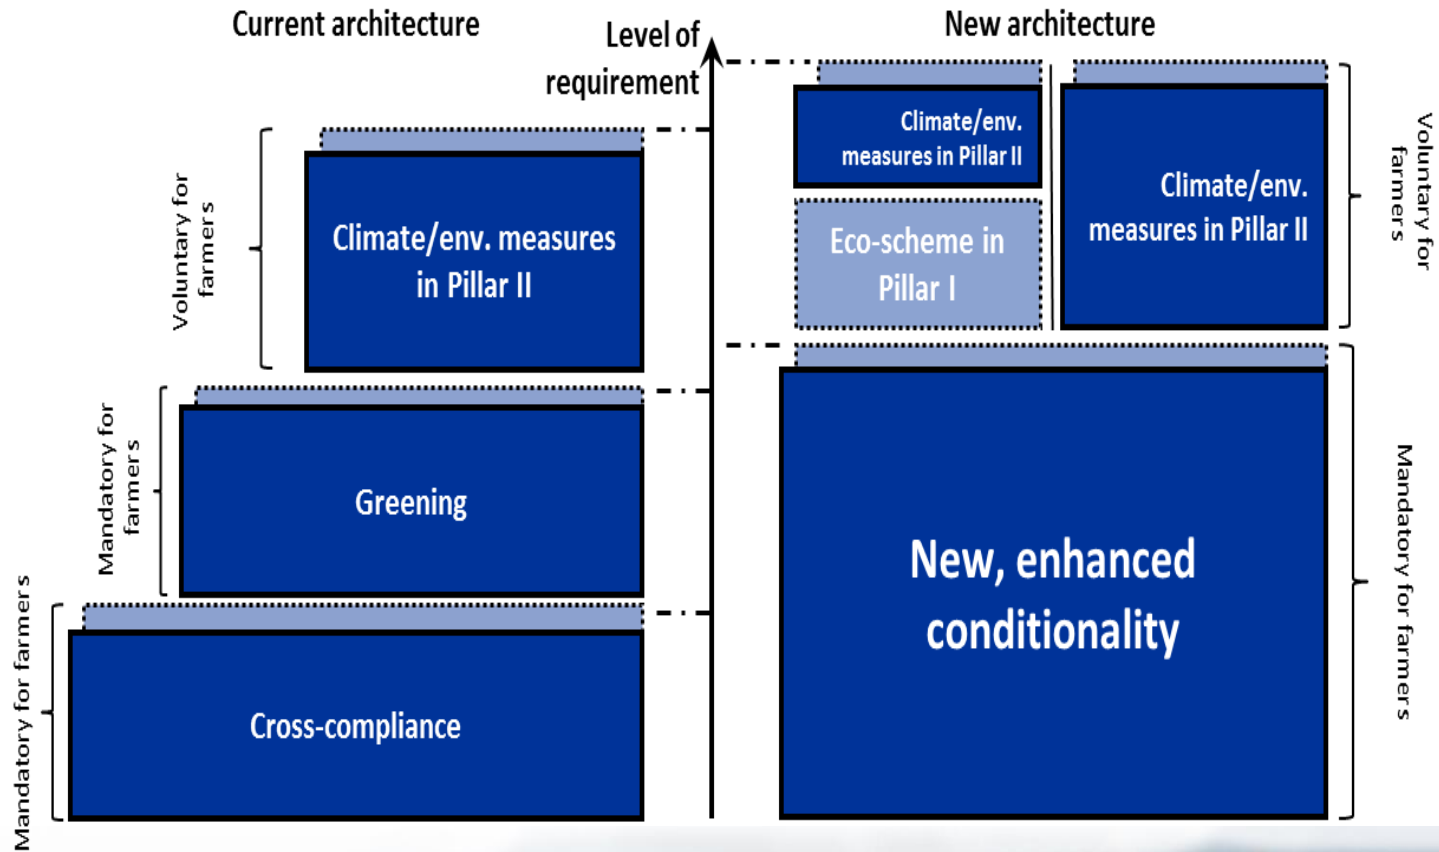 Current architecture
Level of
requirement
New architecture
Voluntary for
farmers
Climate/env. measures
in Pillar II
Mandatory for
farmers
Greening
Mandatory for farmers
Cross-compliance
Climate/env.
measures in Pillar II
Eco-scheme in
Pillar I
Climate/env.
measures in Pillar II
Voluntary for
farmers
New, enhanced
conditionality
Mandatory for farmers